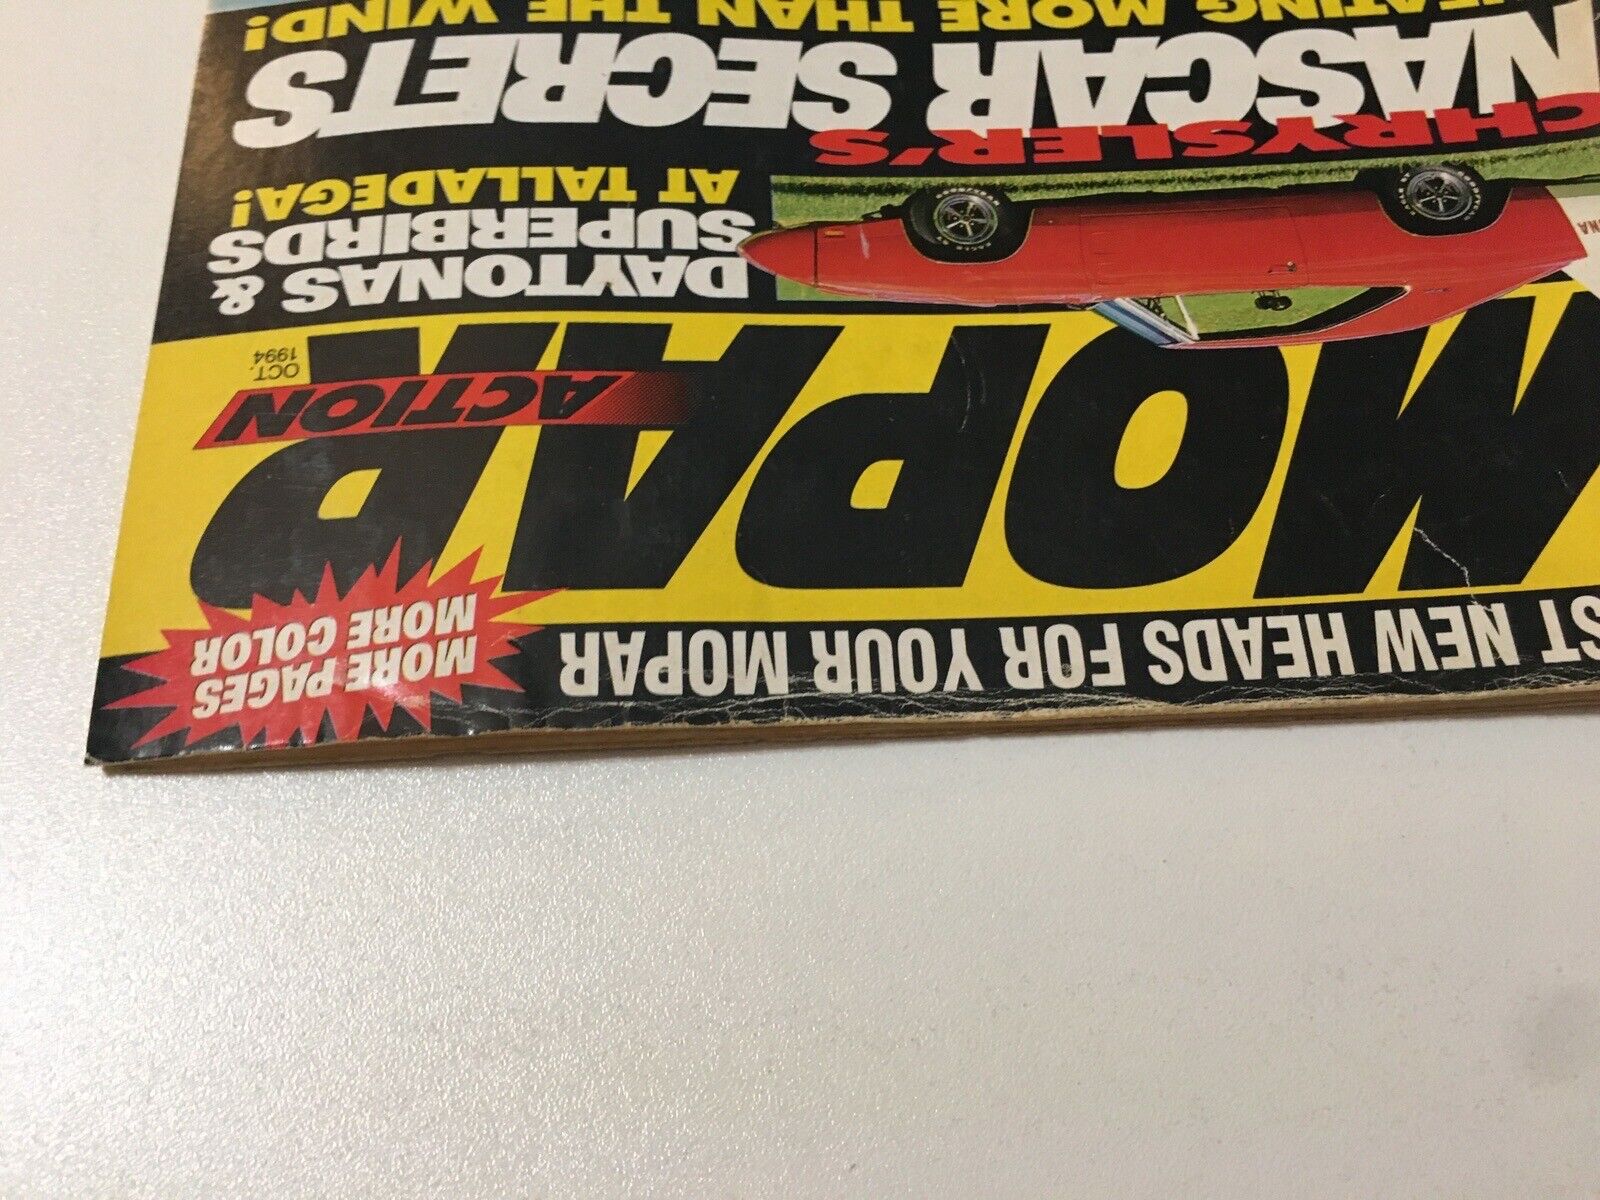 ST NEW HEADS FOR YOUR MOPAR
MORE PAGES
MORE COLOR
MOPAR
ACTION
OCT.
1994
DAYTONAS &
SUPERBIRDS
AT TALLADEGA!
CHRYSLER'S
NASCAR SECRETS
HEATING MORE THAN THE WIND!